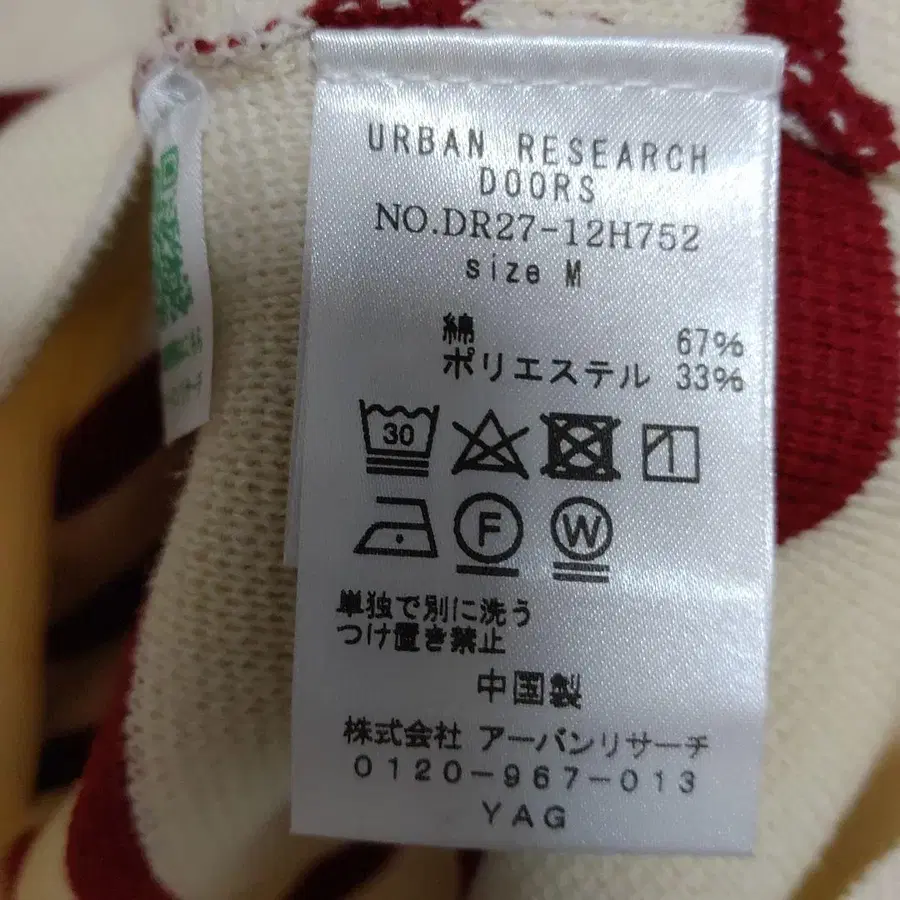 URBAN RESEARCH
DOORS
NO.DR27-12H752
size M
綿 67%
ポリエステル 33%
30
F W
単独で別に洗う
つけ置き禁止
中国製
株式会社 アーバンリサーチ
0120-967-013
YAG